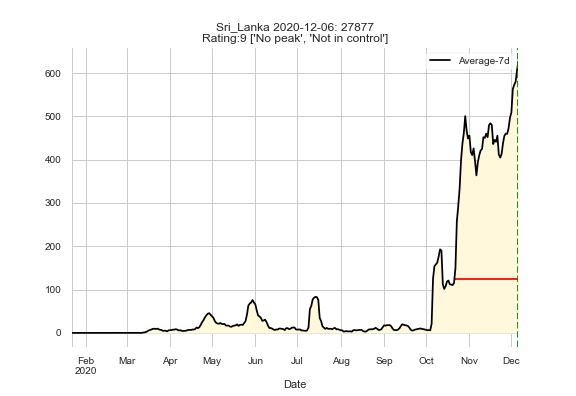 Sri_Lanka 2020-12-06: 27877
Rating:9 ['No peak', 'Not in control']
Average-7d
600
500
400
300
200
100
0
Feb Mar Apr May Jun Jul Aug Sep Oct Nov Dec
2020
Date